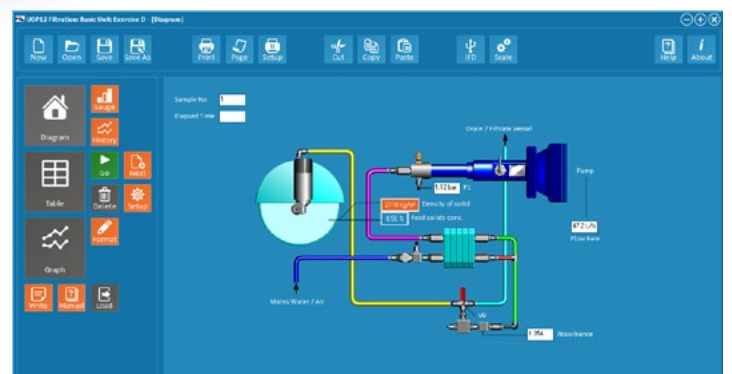 UOP12 Filtration: Basic Unit: Exercise D - [Diagram]
New Open Save Save As Print Page Setup Cut Copy Paste IFD Scale Help About
Diagram
Gauge
History
Table
Go
Next
Delete
Setup
Graph
Format
Write
Manual
Load
Sample No. 1
Elapsed Time
Drain / Filtrate vessel
Pump
1.12 bar P1
Density of solid
Feed solids conc.
Flow Rate
Mains Water / Air
1.354 Absorbance